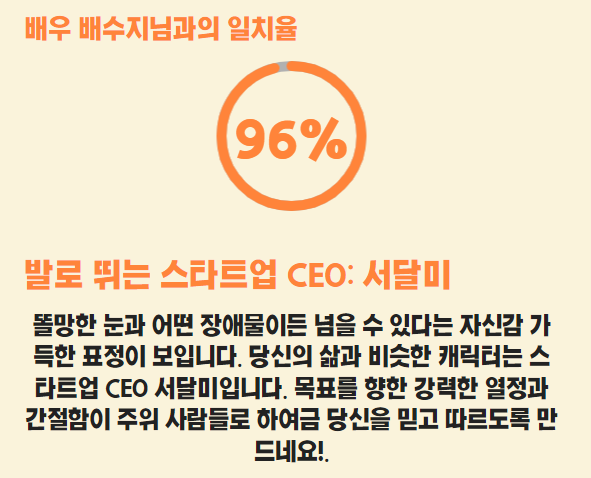 배우 배수지님과의 일치율
96%
발로 뛰는 스타트업 CEO: 서달미
똘망한 눈과 어떤 장애물이든 넘을 수 있다는 자신감 가
득한 표정이 보입니다. 당신의 삶과 비슷한 캐릭터는 스
타트업 CEO 서달미입니다. 목표를 향한 강력한 열정과
간절함이 주위 사람들로 하여금 당신을 믿고 따르도록 만
드네요!.